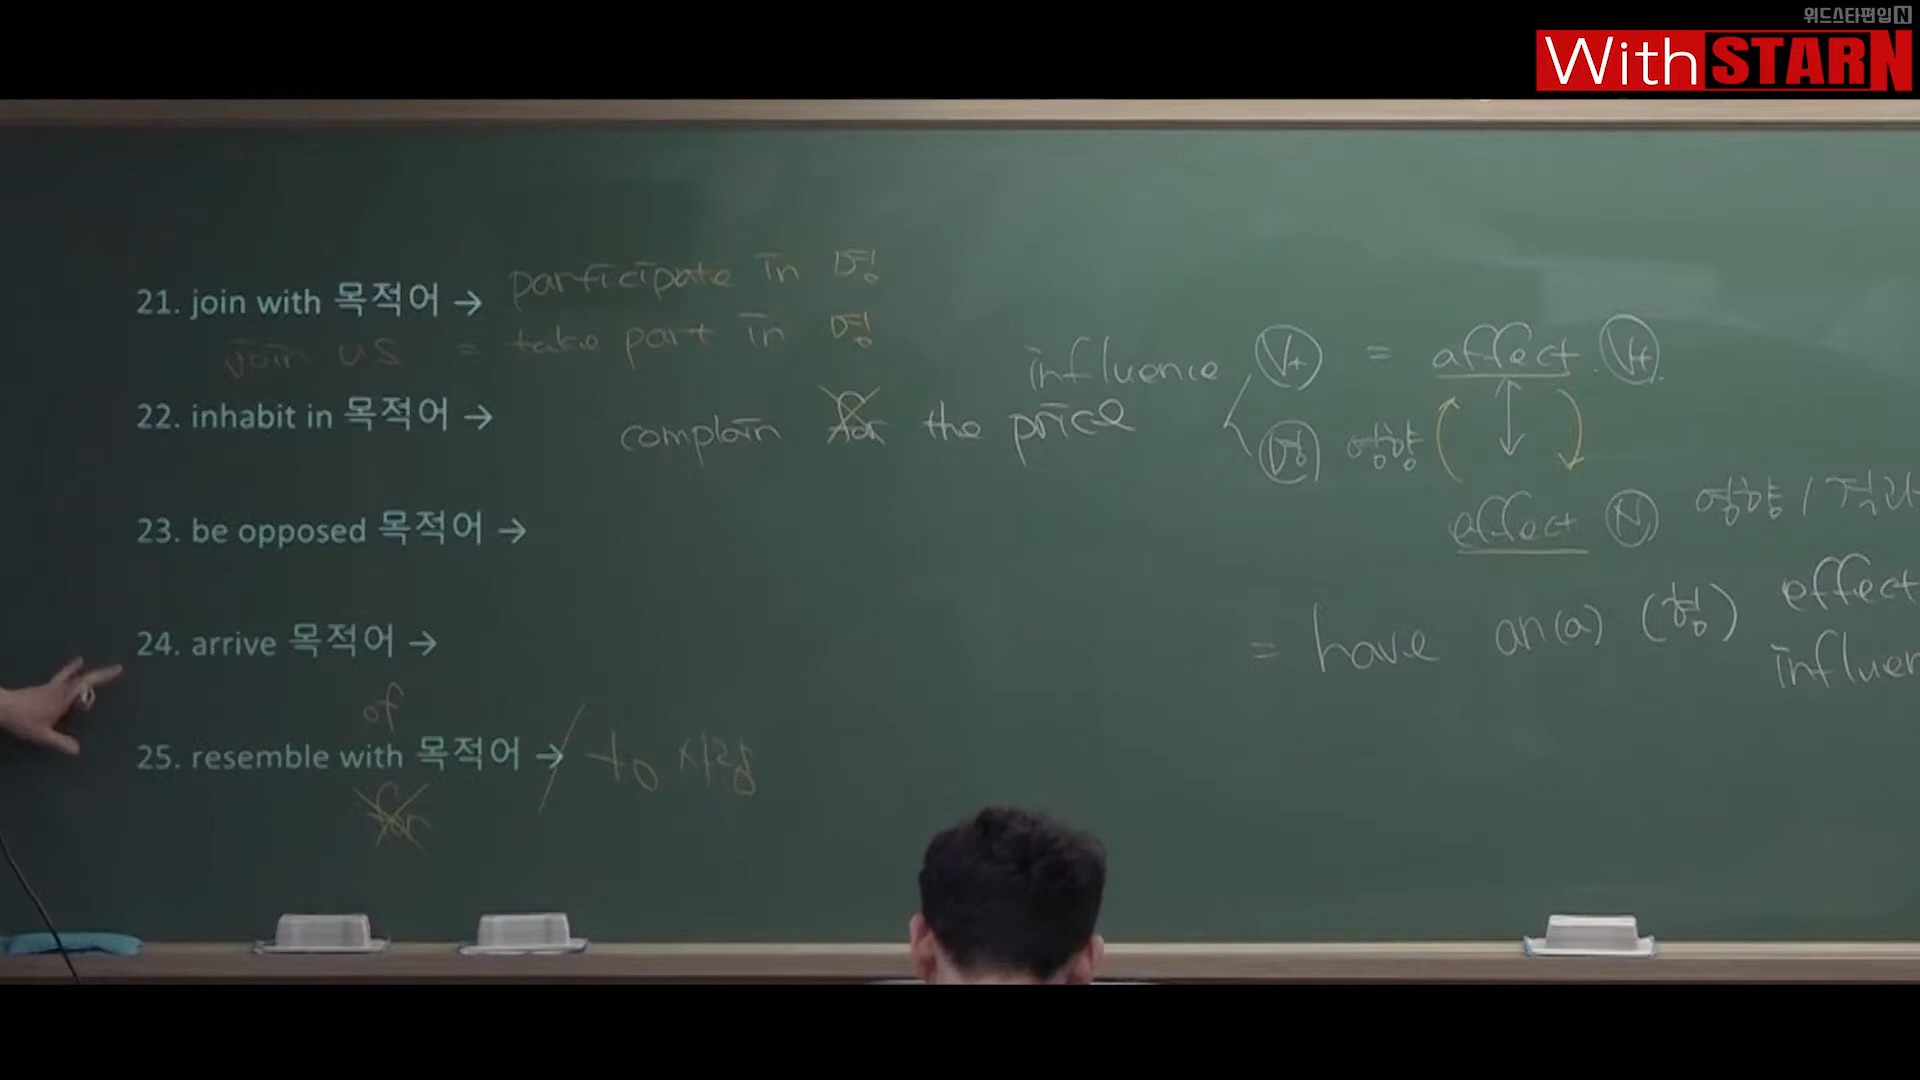 위드스타편입N
With STARN
21. join with 목적어 → participate in 명
join us = take part in 명
influence Vt = affect Vt
22. inhabit in 목적어 →
complain for the price
명 영향
23. be opposed 목적어 →
effect N 영향 / 결과
24. arrive 목적어 →
= have an(a) (형) effect
influen
of
25. resemble with 목적어 → / to 사람
for